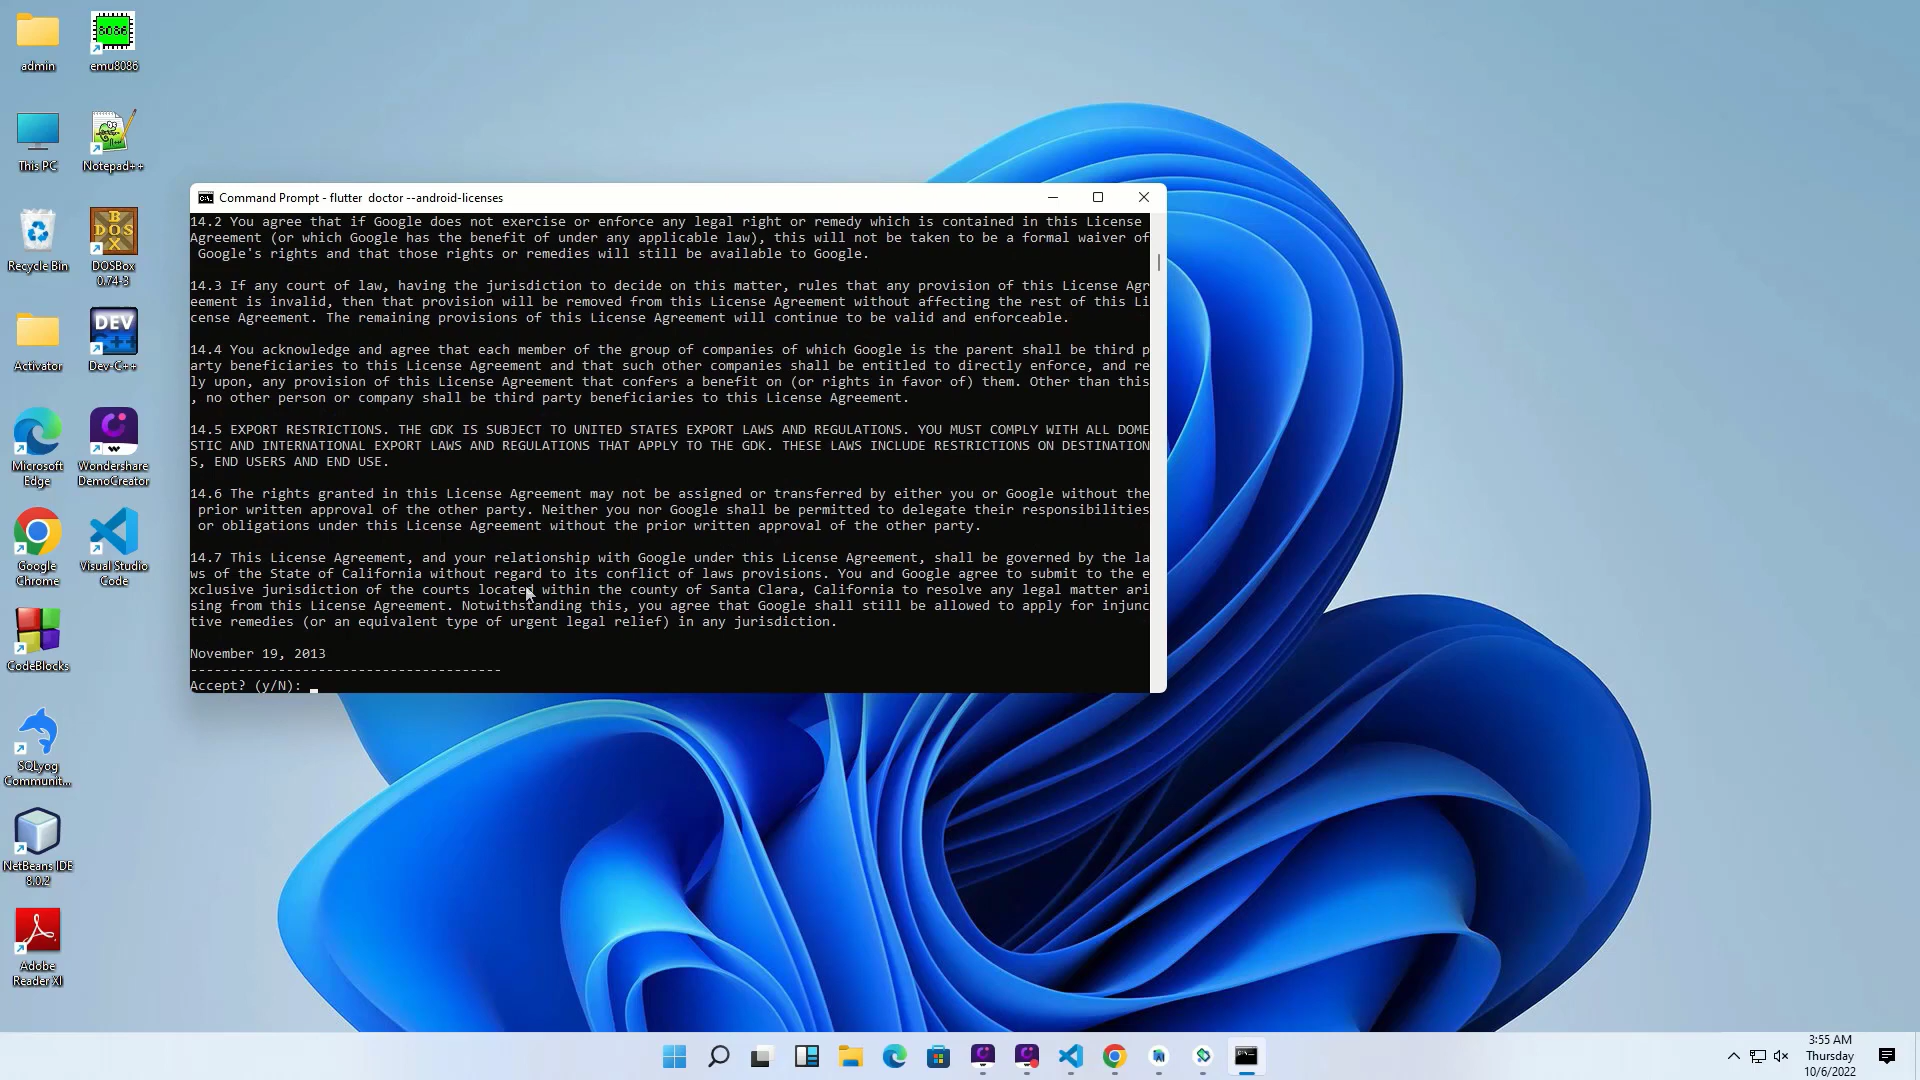 admin
emu8086
This PC
Notepad++
Recycle Bin
DOSBox
0.74-3
Activator
Dev-C++
Microsoft
Edge
Wondershare
DemoCreator
Google
Chrome
Visual Studio
Code
CodeBlocks
SQLyog
Communit...
NetBeans IDE
8.0.2
Adobe
Reader XI
8086
DOS
BOX
DEV
C++
Command Prompt - flutter  doctor --android-licenses
14.2 You agree that if Google does not exercise or enforce any legal right or remedy which is contained in this License
Agreement (or which Google has the benefit of under any applicable law), this will not be taken to be a formal waiver of
Google's rights and that those rights or remedies will still be available to Google.
14.3 If any court of law, having the jurisdiction to decide on this matter, rules that any provision of this License Agr
eement is invalid, then that provision will be removed from this License Agreement without affecting the rest of this Li
cense Agreement. The remaining provisions of this License Agreement will continue to be valid and enforceable.
14.4 You acknowledge and agree that each member of the group of companies of which Google is the parent shall be third p
arty beneficiaries to this License Agreement and that such other companies shall be entitled to directly enforce, and re
ly upon, any provision of this License Agreement that confers a benefit on (or rights in favor of) them. Other than this
, no other person or company shall be third party beneficiaries to this License Agreement.
14.5 EXPORT RESTRICTIONS. THE GDK IS SUBJECT TO UNITED STATES EXPORT LAWS AND REGULATIONS. YOU MUST COMPLY WITH ALL DOME
STIC AND INTERNATIONAL EXPORT LAWS AND REGULATIONS THAT APPLY TO THE GDK. THESE LAWS INCLUDE RESTRICTIONS ON DESTINATION
S, END USERS AND END USE.
14.6 The rights granted in this License Agreement may not be assigned or transferred by either you or Google without the
prior written approval of the other party. Neither you nor Google shall be permitted to delegate their responsibilities
or obligations under this License Agreement without the prior written approval of the other party.
14.7 This License Agreement, and your relationship with Google under this License Agreement, shall be governed by the la
ws of the State of California without regard to its conflict of laws provisions. You and Google agree to submit to the e
xclusive jurisdiction of the courts located within the county of Santa Clara, California to resolve any legal matter ari
sing from this License Agreement. Notwithstanding this, you agree that Google shall still be allowed to apply for injunc
tive remedies (or an equivalent type of urgent legal relief) in any jurisdiction.
November 19, 2013
---------------------------------------
Accept? (y/N):
3:55 AM
Thursday
10/6/2022